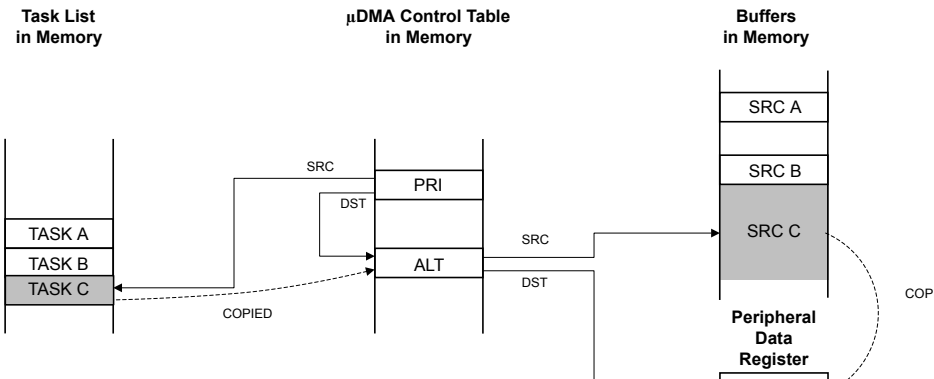 Task List
in Memory
µDMA Control Table
in Memory
Buffers
in Memory
SRC A
SRC B
SRC C
SRC
PRI
DST
TASK A
TASK B
TASK C
ALT
SRC
DST
COPIED
COP
Peripheral
Data
Register